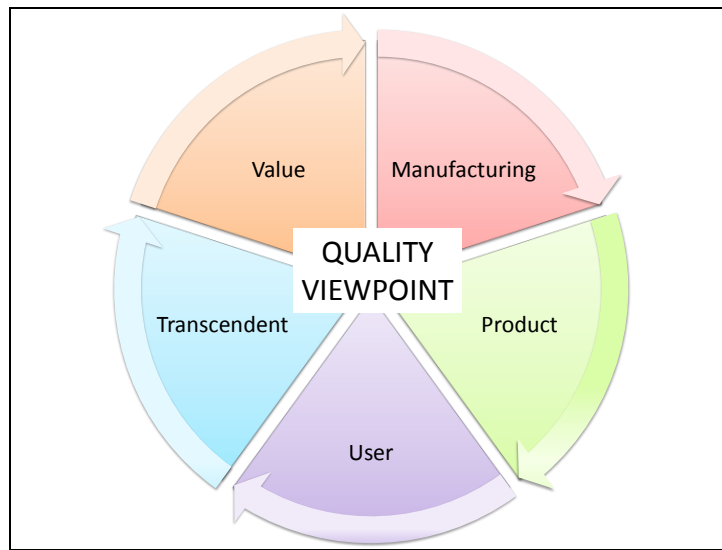 Value
Manufacturing
QUALITY
VIEWPOINT
Transcendent
Product
User